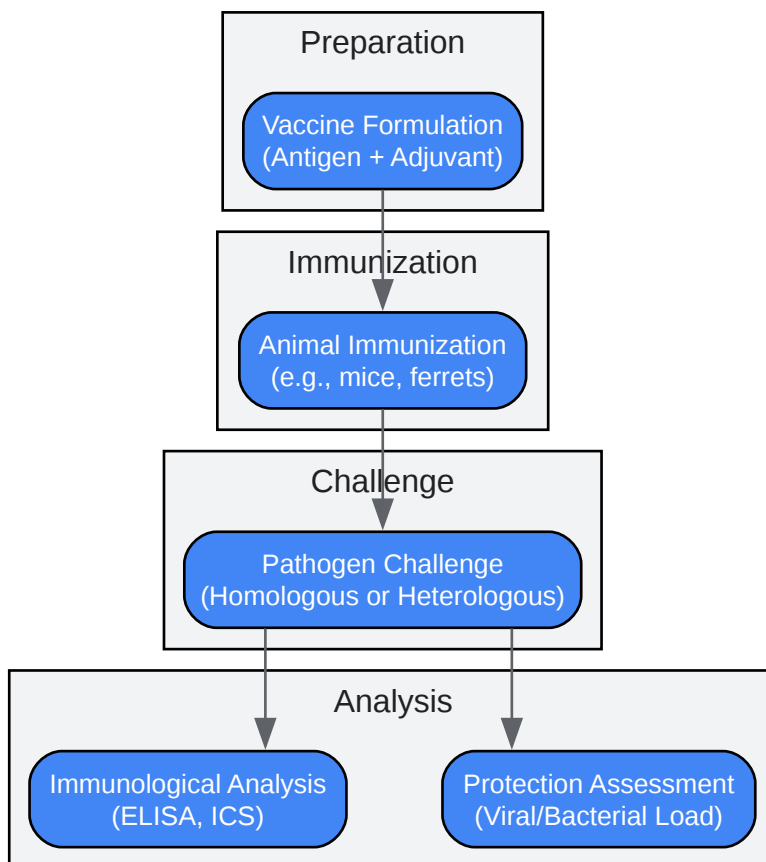 Preparation
Vaccine Formulation
(Antigen + Adjuvant)
Immunization
Animal Immunization
(e.g., mice, ferrets)
Challenge
Pathogen Challenge
(Homologous or Heterologous)
Analysis
Immunological Analysis
(ELISA, ICS)
Protection Assessment
(Viral/Bacterial Load)